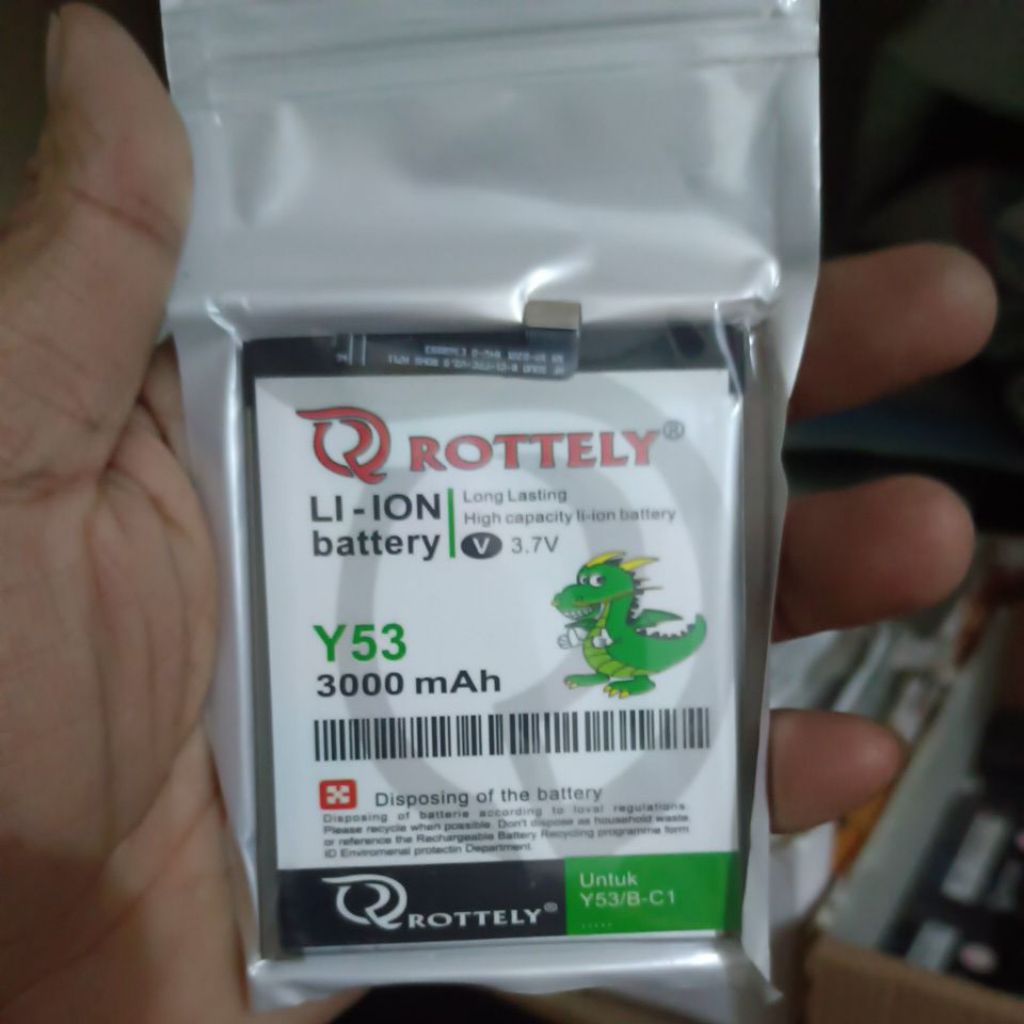 ROTTELY®
LI-ION
battery
Long Lasting
High capacity li-ion battery
V 3.7V
Y53
3000 mAh
Disposing of the battery
Disposing of batterie according to loval regulations.
Please recycle when possible. Don't dispose as household waste
or reference the Rechargeable Battery Recycling programme form
ID Enviromenal protectin Department.
ROTTELY®
Untuk
Y53/B-C1
.....